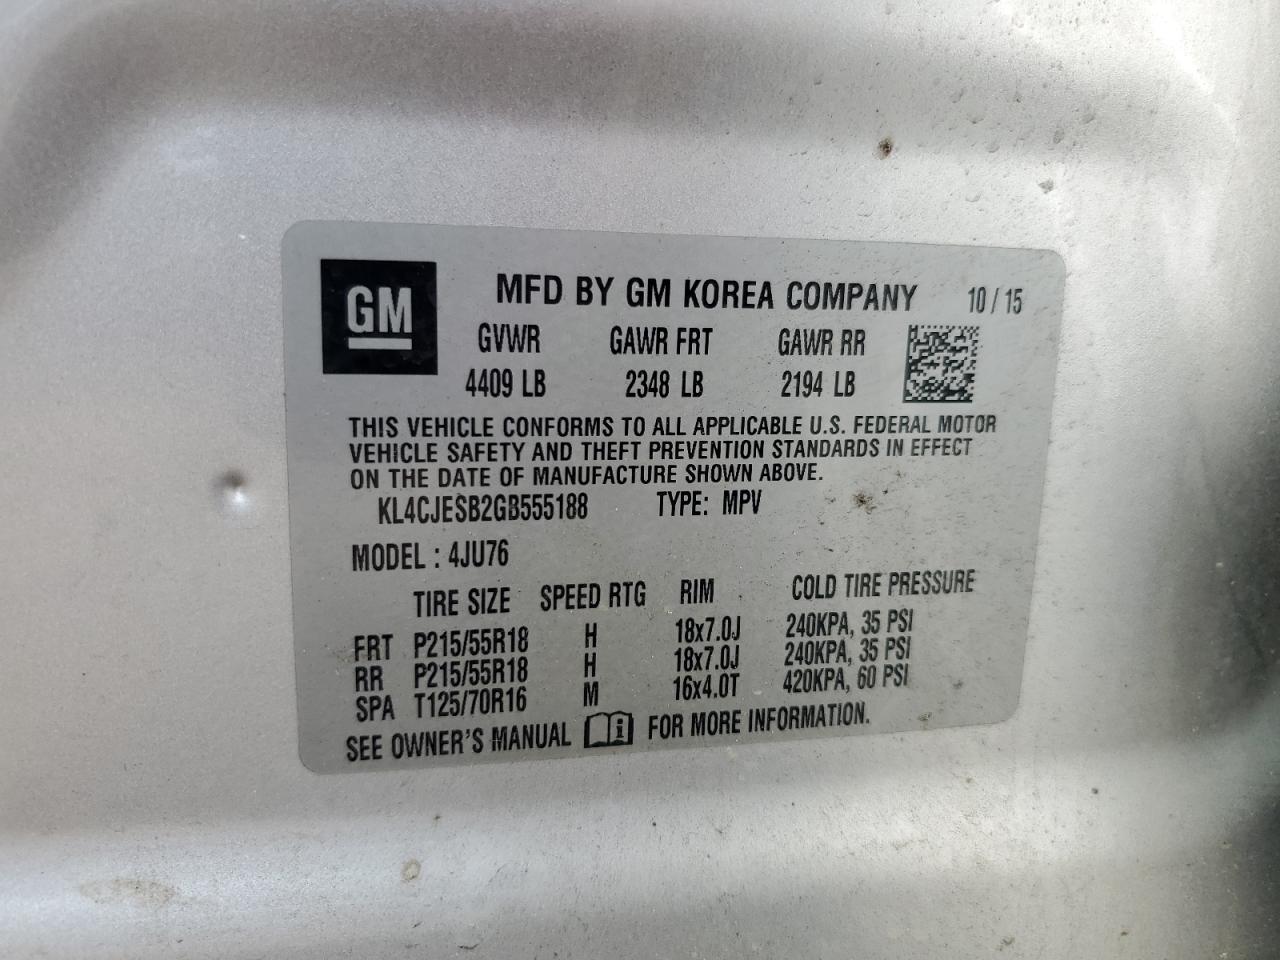 GM
MFD BY GM KOREA COMPANY 10 / 15
GVWR GAWR FRT GAWR RR
4409 LB 2348 LB 2194 LB
THIS VEHICLE CONFORMS TO ALL APPLICABLE U.S. FEDERAL MOTOR
VEHICLE SAFETY AND THEFT PREVENTION STANDARDS IN EFFECT
ON THE DATE OF MANUFACTURE SHOWN ABOVE.
KL4CJESB2GB555188 TYPE: MPV
MODEL : 4JU76
TIRE SIZE SPEED RTG RIM COLD TIRE PRESSURE
FRT P215/55R18 H 18x7.0J 240KPA, 35 PSI
RR P215/55R18 H 18x7.0J 240KPA, 35 PSI
SPA T125/70R16 M 16x4.0T 420KPA, 60 PSI
SEE OWNER'S MANUAL i FOR MORE INFORMATION.